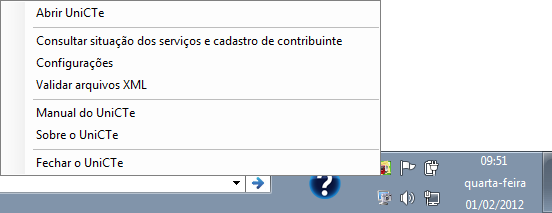 Abrir UniCTe
Consultar situação dos serviços e cadastro de contribuinte
Configurações
Validar arquivos XML
Manual do UniCTe
Sobre o UniCTe
Fechar o UniCTe
?
09:51
quarta-feira
01/02/2012